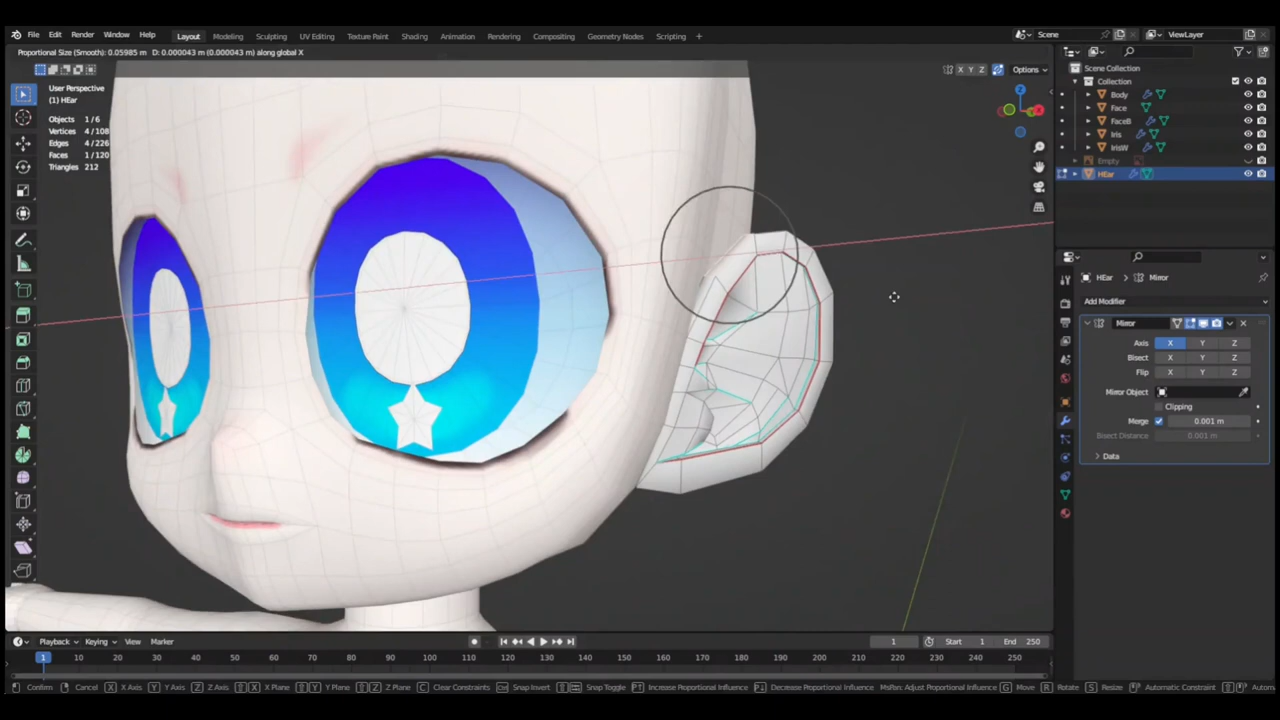 File Edit Render Window Help Layout Modeling Sculpting UV Editing Texture Paint Shading Animation Rendering Compositing Geometry Nodes Scripting + Scene ViewLayer
Proportional Size (Smooth): 0.05985 m D: 0.000043 m (0.000043 m) along global X
X Y Z Options
User Perspective
(1) HEar
Objects 1/6
Vertices 4/108
Edges 4/226
Faces 1/120
Triangles 212
Z
Scene Collection
Collection
Body
Face
FaceB
Iris
IrisW
Empty
HEar
HEar > Mirror
Add Modifier
Mirror
Axis X Y Z
Bisect X Y Z
Flip X Y Z
Mirror Object
Clipping
Merge 0.001 m
Bisect Distance 0.001 m
Data
Playback Keying View Marker 1 Start 1 End 250
1 10 20 30 40 50 60 70 80 90 100 110 120 130 140 150 160 170 180 190 200 210 220 230 240 250
Confirm Cancel X X Axis Y Y Axis Z Z Axis X X Plane Y Y Plane Z Z Plane C Clear Constraints Snap Invert Snap Toggle Increase Proportional Influence Decrease Proportional Influence MsPan: Adjust Proportional Influence G Move R Rotate S Resize Automatic Constraint Autom